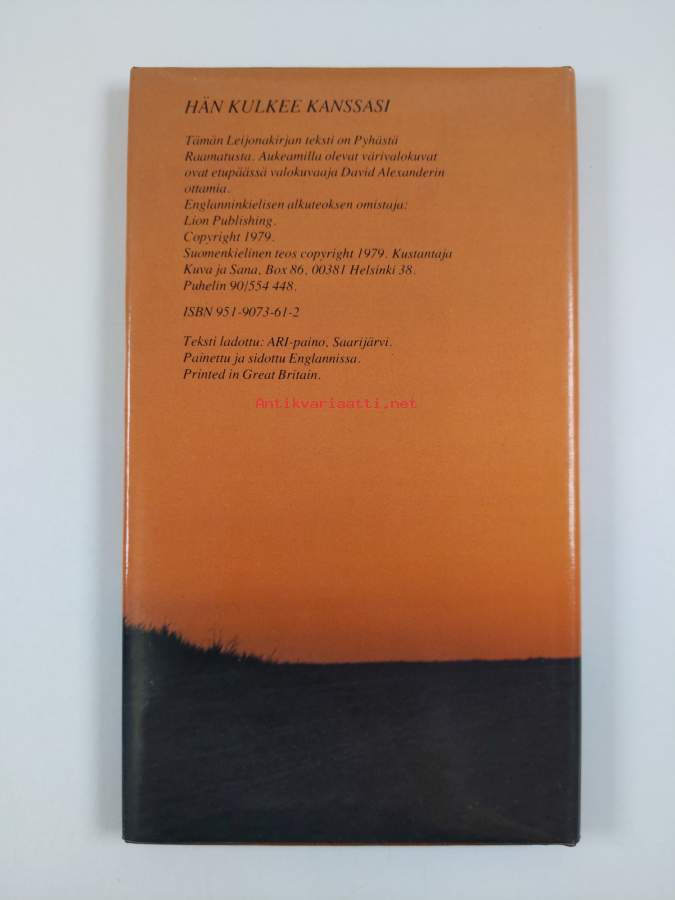 HÄN KULKEE KANSSASI
Tämän Leijonakirjan teksti on Pyhästä
Raamatusta. Aukeamilla olevat värivalokuvat
ovat etupäässä valokuvaaja David Alexanderin
ottamia.
Englanninkielisen alkuteoksen omistaja:
Lion Publishing.
Copyright 1979.
Suomenkielinen teos copyright 1979. Kustantaja
Kuva ja Sana, Box 86, 00381 Helsinki 38.
Puhelin 90/554 448.
ISBN 951-9073-61-2
Teksti ladottu: ARI-paino, Saarijärvi.
Painettu ja sidottu Englannissa.
Printed in Great Britain.
Antikvariaatti.net